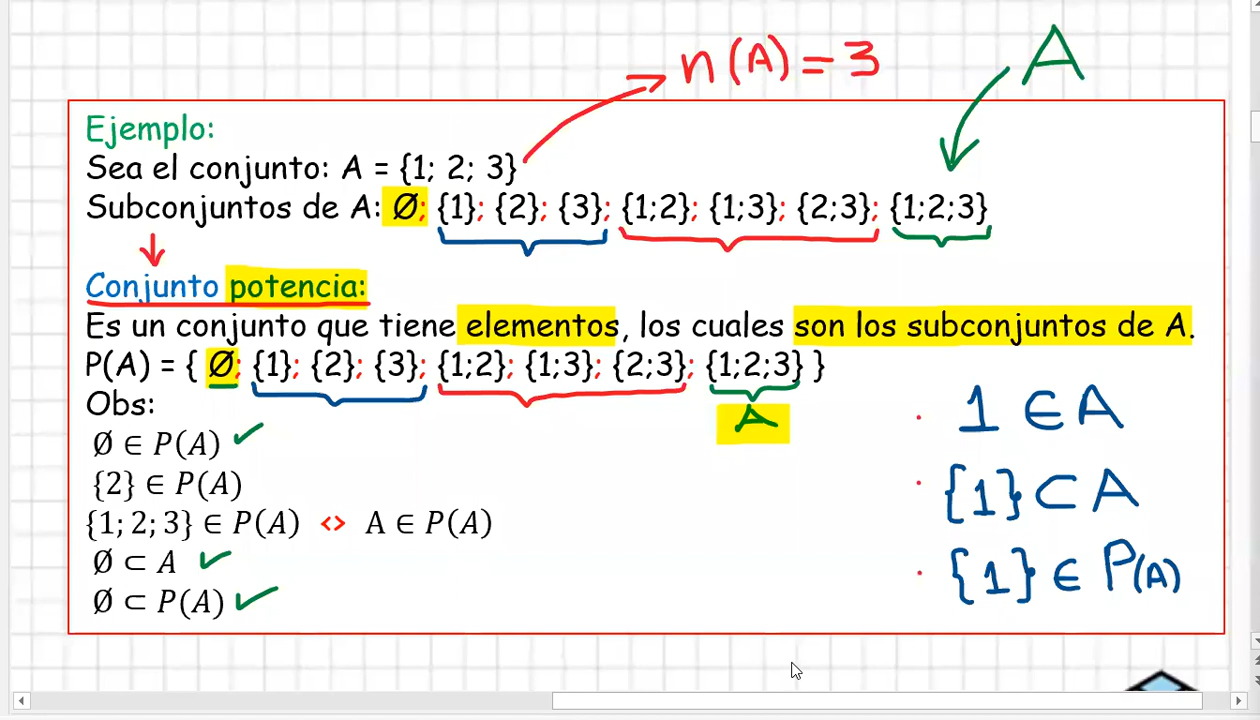 n(A) = 3
A
Ejemplo:
Sea el conjunto: A = {1; 2; 3}
Subconjuntos de A: Ø; {1}; {2}; {3}; {1;2}; {1;3}; {2;3}; {1;2;3}
Conjunto potencia:
Es un conjunto que tiene elementos, los cuales son los subconjuntos de A.
P(A) = { Ø; {1}; {2}; {3}; {1;2}; {1;3}; {2;3}; {1;2;3} }
A
Obs:
Ø ∈ P(A) ✓
{2} ∈ P(A)
{1; 2; 3} ∈ P(A) <> A ∈ P(A)
Ø ⊂ A ✓
Ø ⊂ P(A) ✓
1 ∈ A
{1} ⊂ A
{1} ∈ P(A)